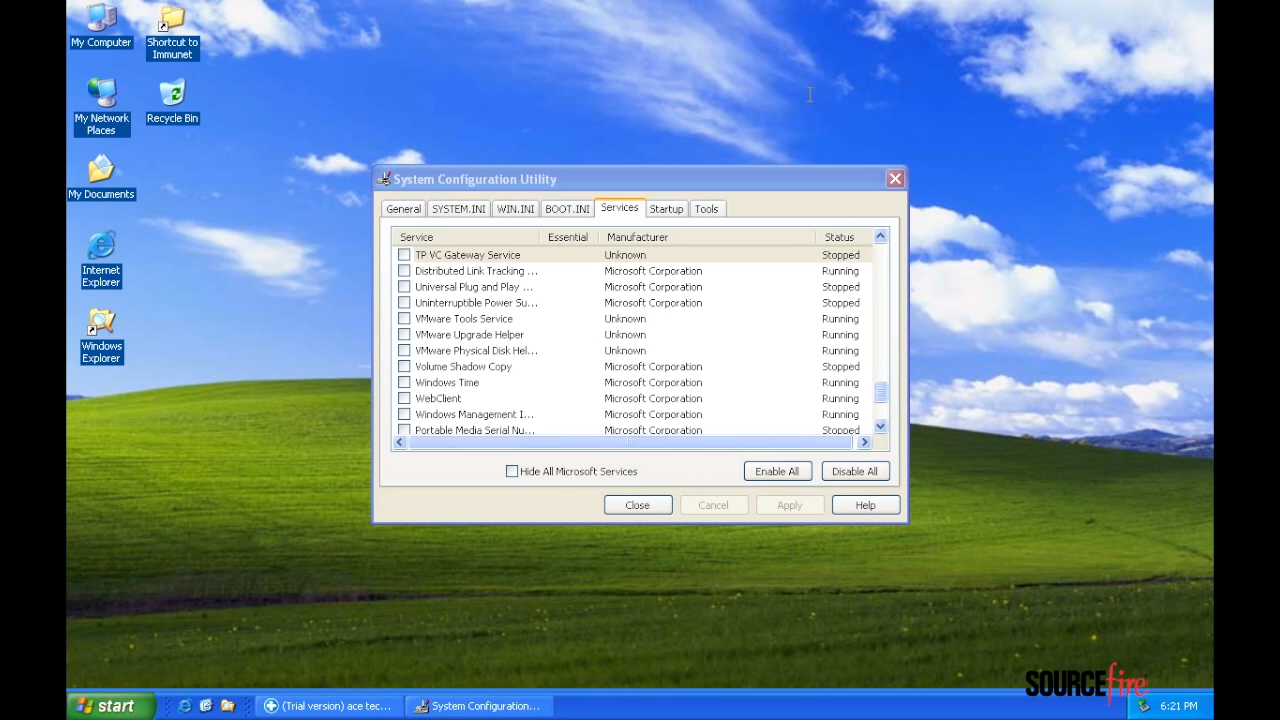 My Computer
Shortcut to
Immunet
My Network
Places
Recycle Bin
My Documents
Internet
Explorer
Windows
Explorer
System Configuration Utility
General SYSTEM.INI WIN.INI BOOT.INI Services Startup Tools
Service Essential Manufacturer Status
TP VC Gateway Service Unknown Stopped
Distributed Link Tracking ... Microsoft Corporation Running
Universal Plug and Play ... Microsoft Corporation Stopped
Uninterruptible Power Su... Microsoft Corporation Stopped
VMware Tools Service Unknown Running
VMware Upgrade Helper Unknown Running
VMware Physical Disk Hel... Unknown Running
Volume Shadow Copy Microsoft Corporation Stopped
Windows Time Microsoft Corporation Running
WebClient Microsoft Corporation Running
Windows Management I... Microsoft Corporation Running
Portable Media Serial Nu... Microsoft Corporation Stopped
Hide All Microsoft Services Enable All Disable All
Close Cancel Apply Help
SOURCEfire
start (Trial version) ace tec... System Configuration... 6:21 PM